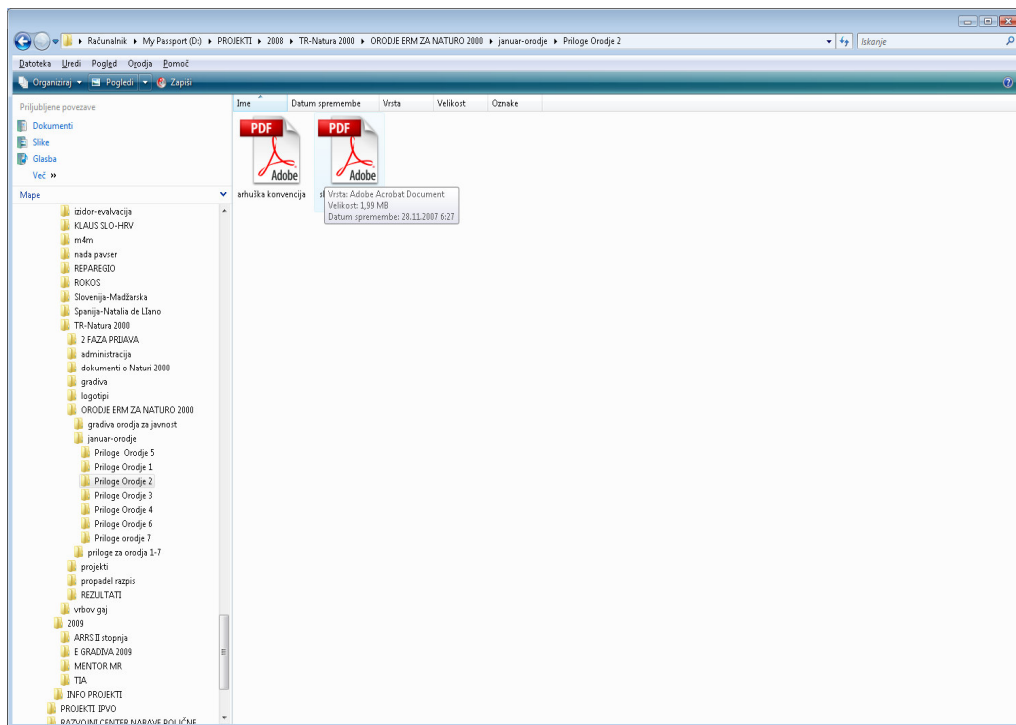 Računalnik ▸ My Passport (D:) ▸ PROJEKTI ▸ 2008 ▸ TR-Natura 2000 ▸ ORODJE ERM ZA NATURO 2000 ▸ januar-orodje ▸ Priloge Orodje 2
Iskanje
Datoteka Uredi Pogled Orodja Pomoč
Organiziraj Pogledi Zapiši
Priljubljene povezave
Dokumenti
Slike
Glasba
Več »
Mape
izidor-evalvacija
KLAUS SLO-HRV
m4m
nada pavser
REPAREGIO
ROKOS
Slovenija-Madžarska
Spanija-Natalia de Llano
TR-Natura 2000
2 FAZA PRIJAVA
administracija
dokumenti o Naturi 2000
gradiva
logotipi
ORODJE ERM ZA NATURO 2000
gradiva orodja za javnost
januar-orodje
Priloge Orodje 5
Priloge Orodje 1
Priloge Orodje 2
Priloge Orodje 3
Priloge Orodje 4
Priloge Orodje 6
Priloge orodje 7
priloge za orodja 1-7
projekti
propadel razpis
REZULTATI
vrbov gaj
2009
ARRS II stopnja
E GRADIVA 2009
MENTOR MR
TIA
INFO PROJEKTI
PROJEKTI IPVO
RAZVOJNI CENTER NARAVE POLIČNE
Ime Datum spremembe Vrsta Velikost Oznake
PDF
Adobe
PDF
Adobe
arhuška konvencija
Vrsta: Adobe Acrobat Document
Velikost: 1,99 MB
Datum spremembe: 28.11.2007 6:27